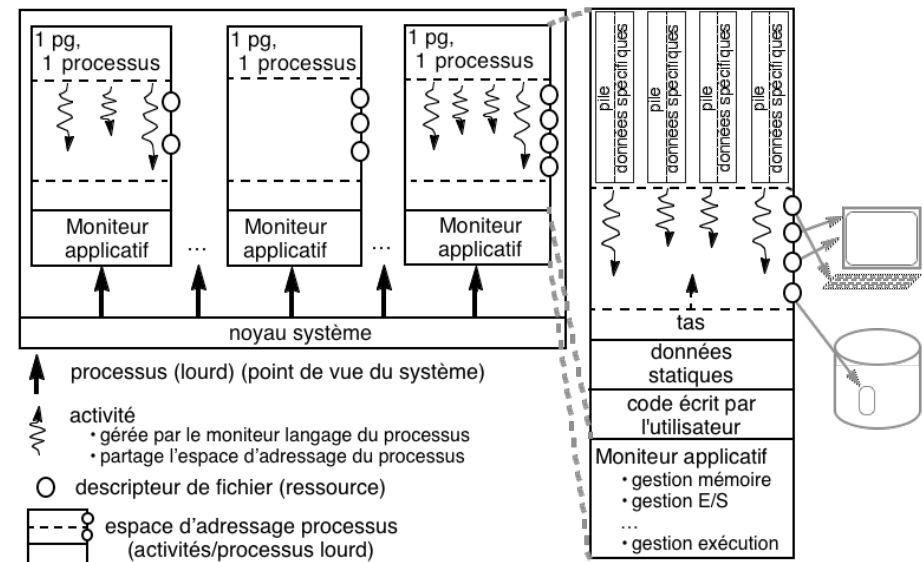 1 pg,
1 processus
1 pg,
1 processus
1 pg,
1 processus
Moniteur
applicatif
...
Moniteur
applicatif
...
Moniteur
applicatif
noyau système
processus (lourd) (point de vue du système)
activité
• gérée par le moniteur langage du processus
• partage l'espace d'adressage du processus
descripteur de fichier (ressource)
espace d'adressage processus
(activités/processus lourd)
pile
données spécifiques
pile
données spécifiques
pile
données spécifiques
pile
données spécifiques
tas
données
statiques
code écrit par
l'utilisateur
Moniteur applicatif
• gestion mémoire
• gestion E/S
...
• gestion exécution